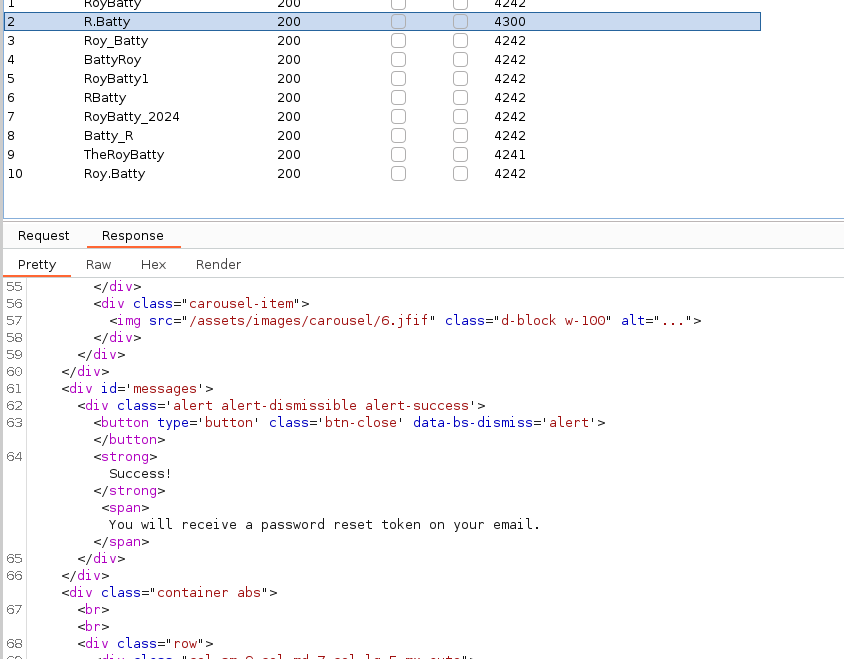 1 RoyBatty 200 4242
2 R.Batty 200 4300
3 Roy_Batty 200 4242
4 BattyRoy 200 4242
5 RoyBatty1 200 4242
6 RBatty 200 4242
7 RoyBatty_2024 200 4242
8 Batty_R 200 4242
9 TheRoyBatty 200 4241
10 Roy.Batty 200 4242
Request Response
Pretty Raw Hex Render
55 </div>
56 <div class="carousel-item">
57 <img src="/assets/images/carousel/6.jfif" class="d-block w-100" alt="...">
58 </div>
59 </div>
60 </div>
61 <div id='messages'>
62 <div class='alert alert-dismissible alert-success'>
63 <button type='button' class='btn-close' data-bs-dismiss='alert'>
</button>
64 <strong>
Success!
</strong>
<span>
You will receive a password reset token on your email.
</span>
65 </div>
66 </div>
<div class="container abs">
67 <br>
<br>
68 <div class="row">